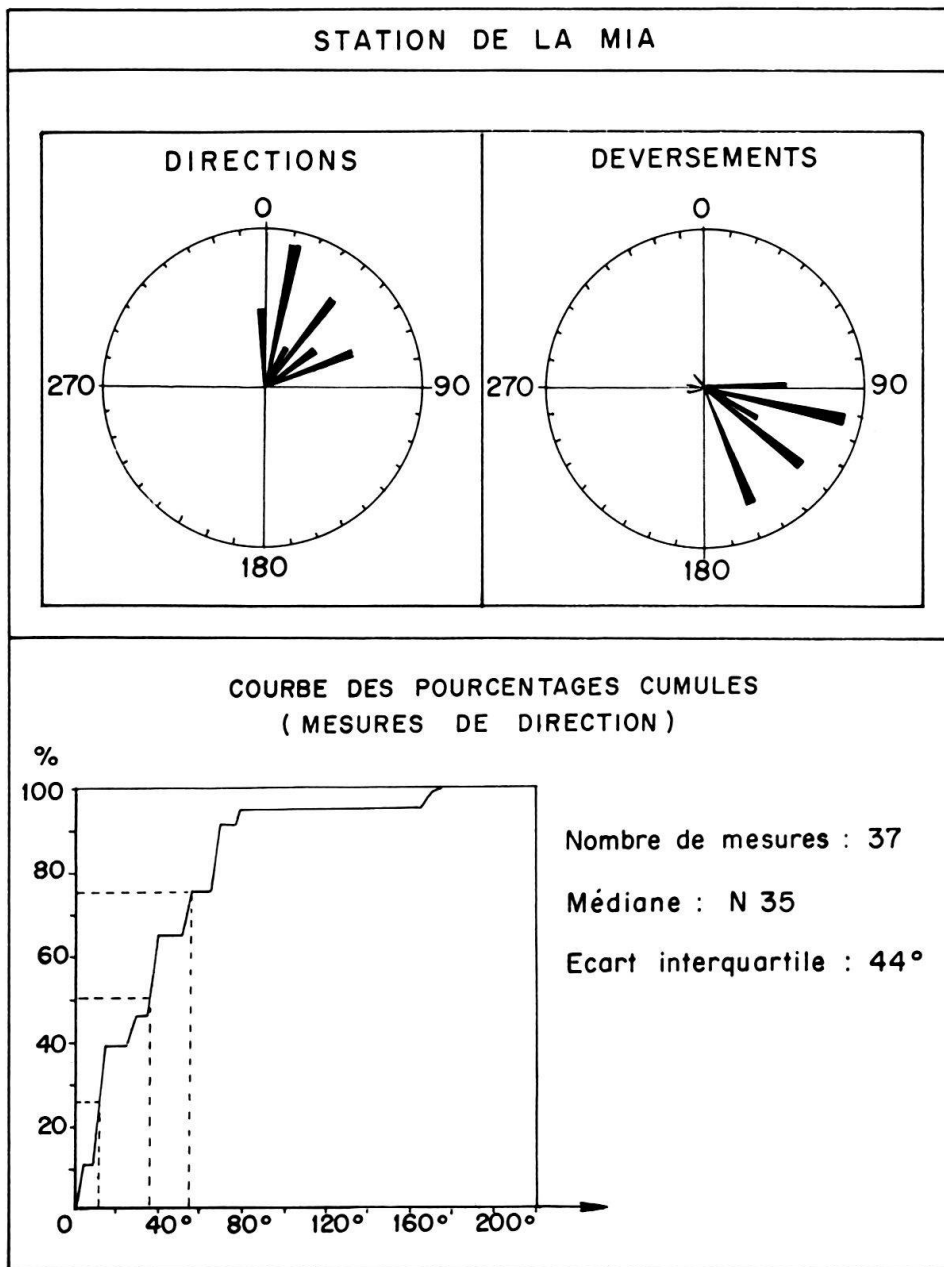 STATION DE LA MIA
DIRECTIONS
0
270
90
180
DEVERSEMENTS
0
270
90
180
COURBE DES POURCENTAGES CUMULES
( MESURES DE DIRECTION )
%
100
80
60
40
20
0
40°
80°
120°
160°
200°
Nombre de mesures : 37
Médiane : N 35
Ecart interquartile : 44°